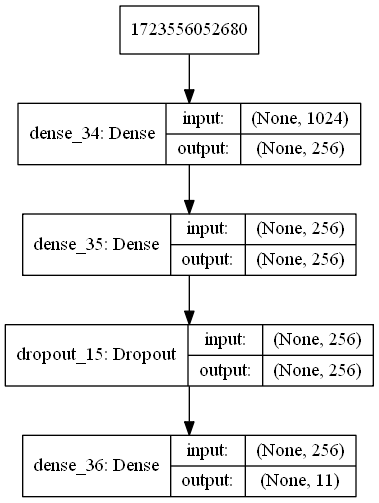 1723556052680
dense_34: Dense
input: (None, 1024)
output: (None, 256)
dense_35: Dense
input: (None, 256)
output: (None, 256)
dropout_15: Dropout
input: (None, 256)
output: (None, 256)
dense_36: Dense
input: (None, 256)
output: (None, 11)